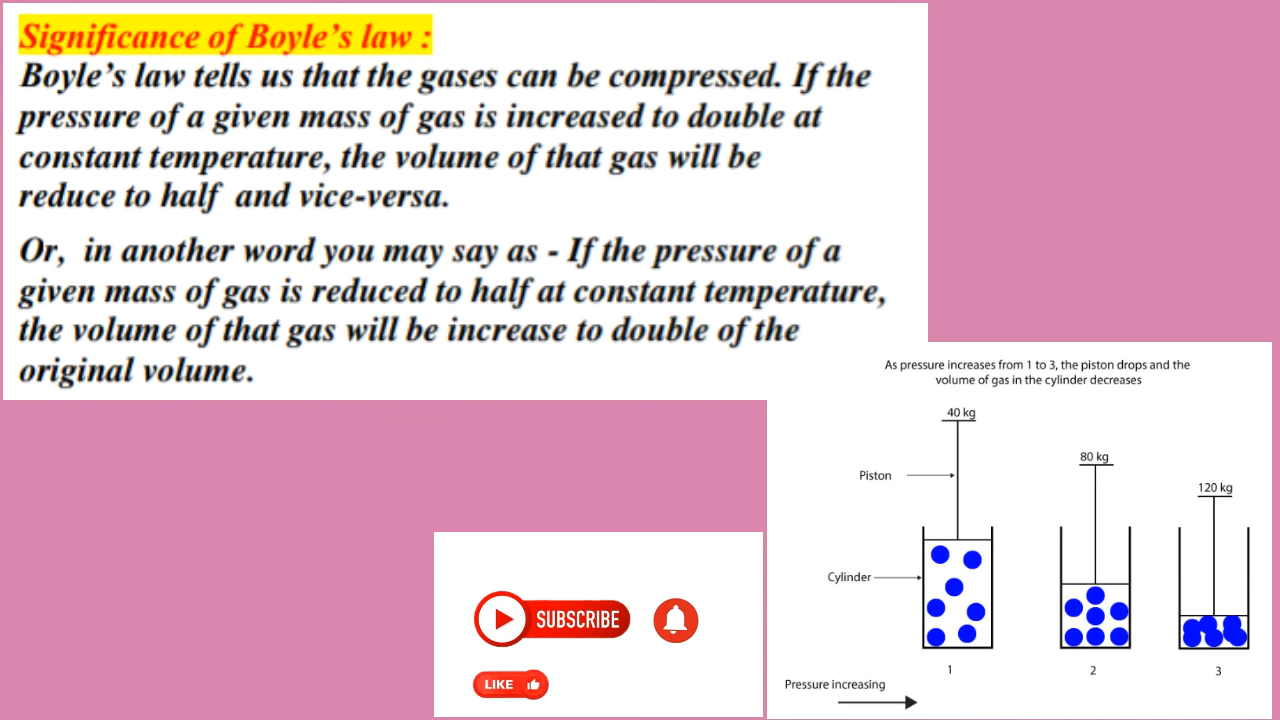 Significance of Boyle's law :
Boyle's law tells us that the gases can be compressed. If the
pressure of a given mass of gas is increased to double at
constant temperature, the volume of that gas will be
reduce to half and vice-versa.
Or, in another word you may say as - If the pressure of a
given mass of gas is reduced to half at constant temperature,
the volume of that gas will be increase to double of the
original volume.
As pressure increases from 1 to 3, the piston drops and the
volume of gas in the cylinder decreases
40 kg
80 kg
120 kg
Piston
Cylinder
1
2
3
Pressure increasing
SUBSCRIBE
LIKE